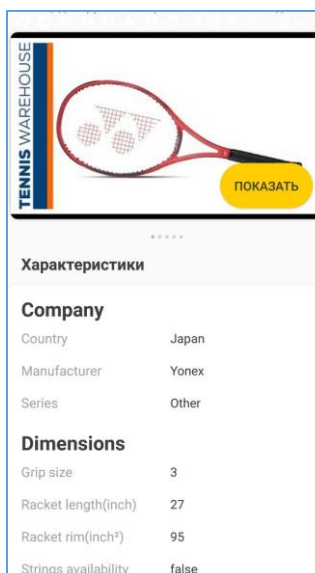 TENNIS WAREHOUSE
ПОКАЗАТЬ
Характеристики
Company
Country Japan
Manufacturer Yonex
Series Other
Dimensions
Grip size 3
Racket length(inch) 27
Racket rim(inch²) 95
Strings availability false